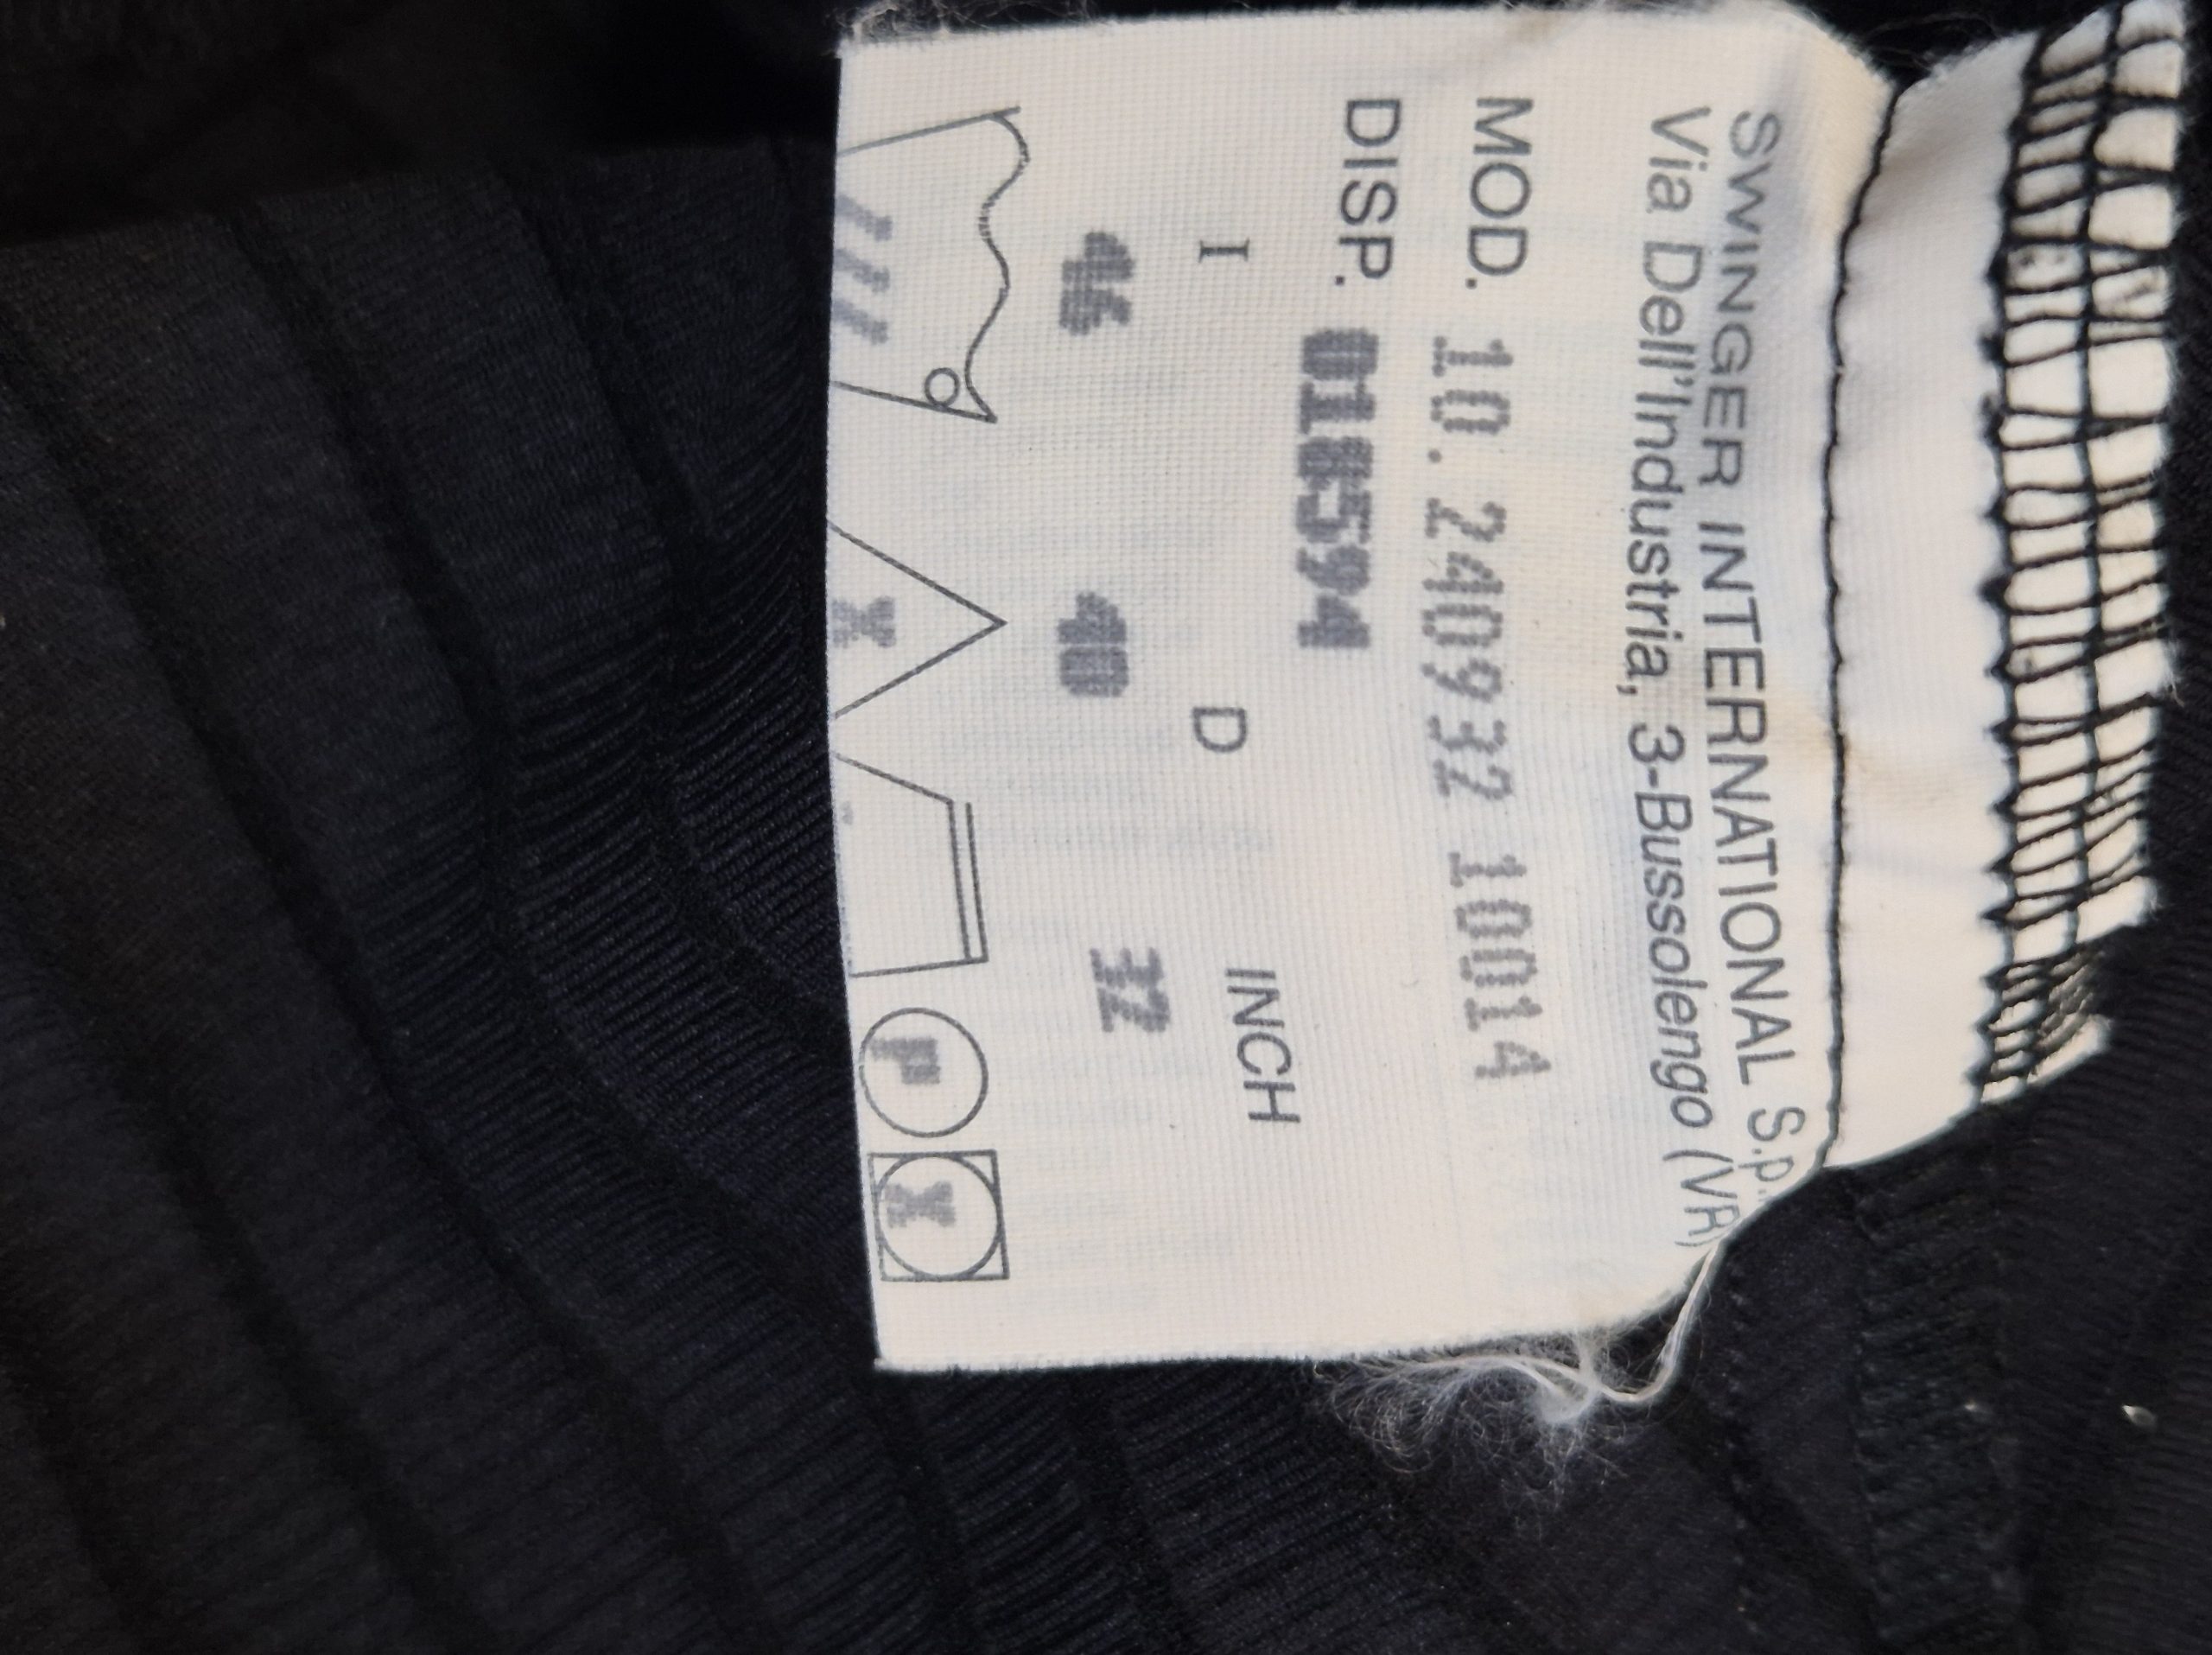 SWINGER INTERNATIONAL S.p.
Via Dell'Industria, 3-Bussolengo (VR)
MOD. 10.240932 10014
DISP. 018594
I D INCH
46 40 32
/// X P X